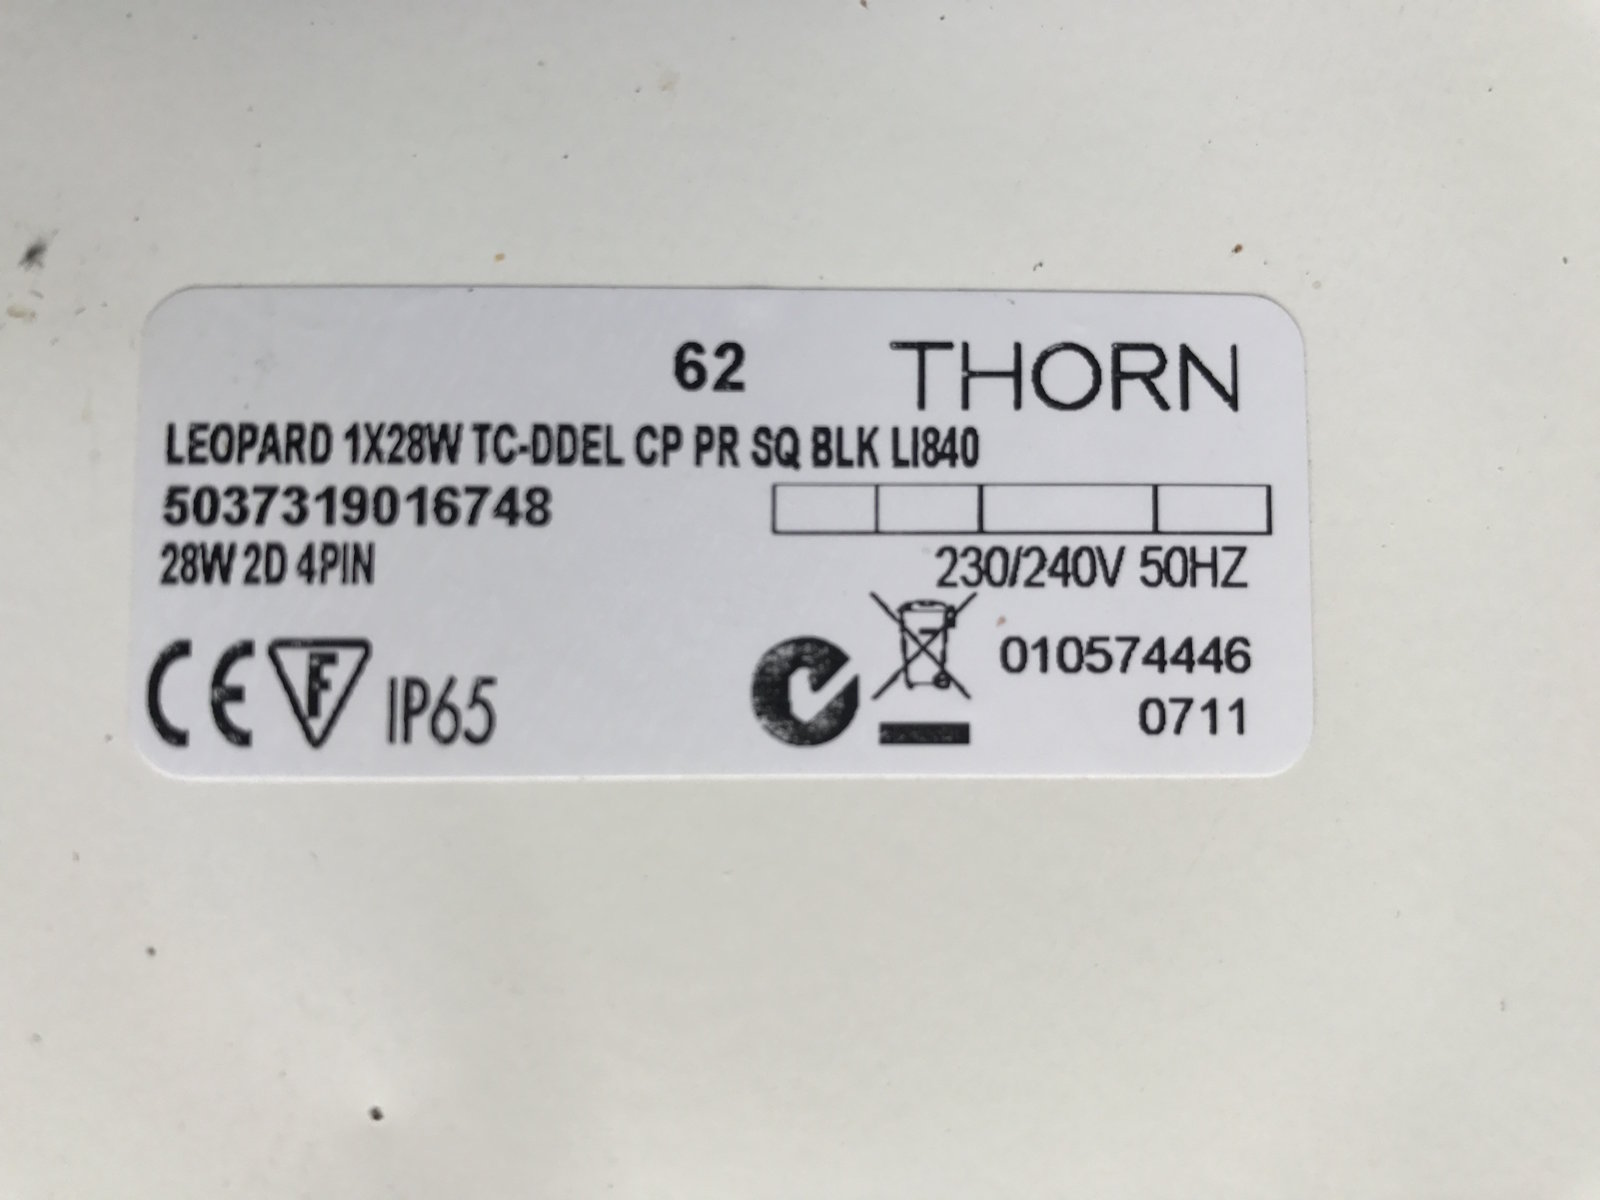 62 THORN
LEOPARD 1X28W TC-DDEL CP PR SQ BLK LI840
5037319016748
28W 2D 4PIN 230/240V 50HZ
CE F IP65 010574446
0711